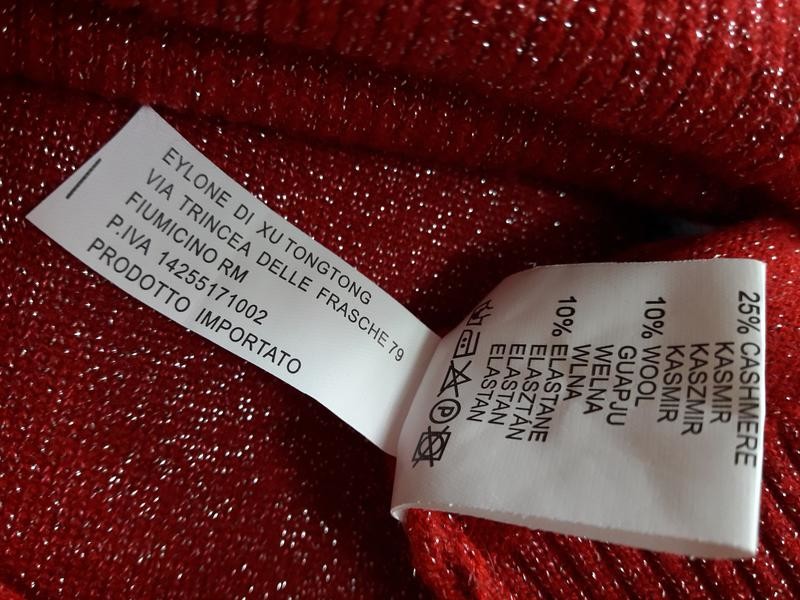 EYLONE DI XU TONGTONG
VIA TRINCEA DELLE FRASCHE 79
FIUMICINO RM
P.IVA 14255171002
PRODOTTO IMPORTATO
25% CASHMERE
KASMIR
KASZMIR
KASIMIR
10% WOOL
GUAPJU
WELNA
WLNA
10% ELASTANE
ELASZTÁN
ELASTAN
ELASTAN
P